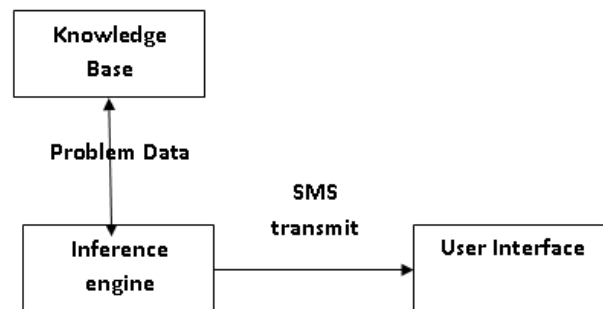 Knowledge
Base
Problem Data
SMS
transmit
Inference
engine
User Interface